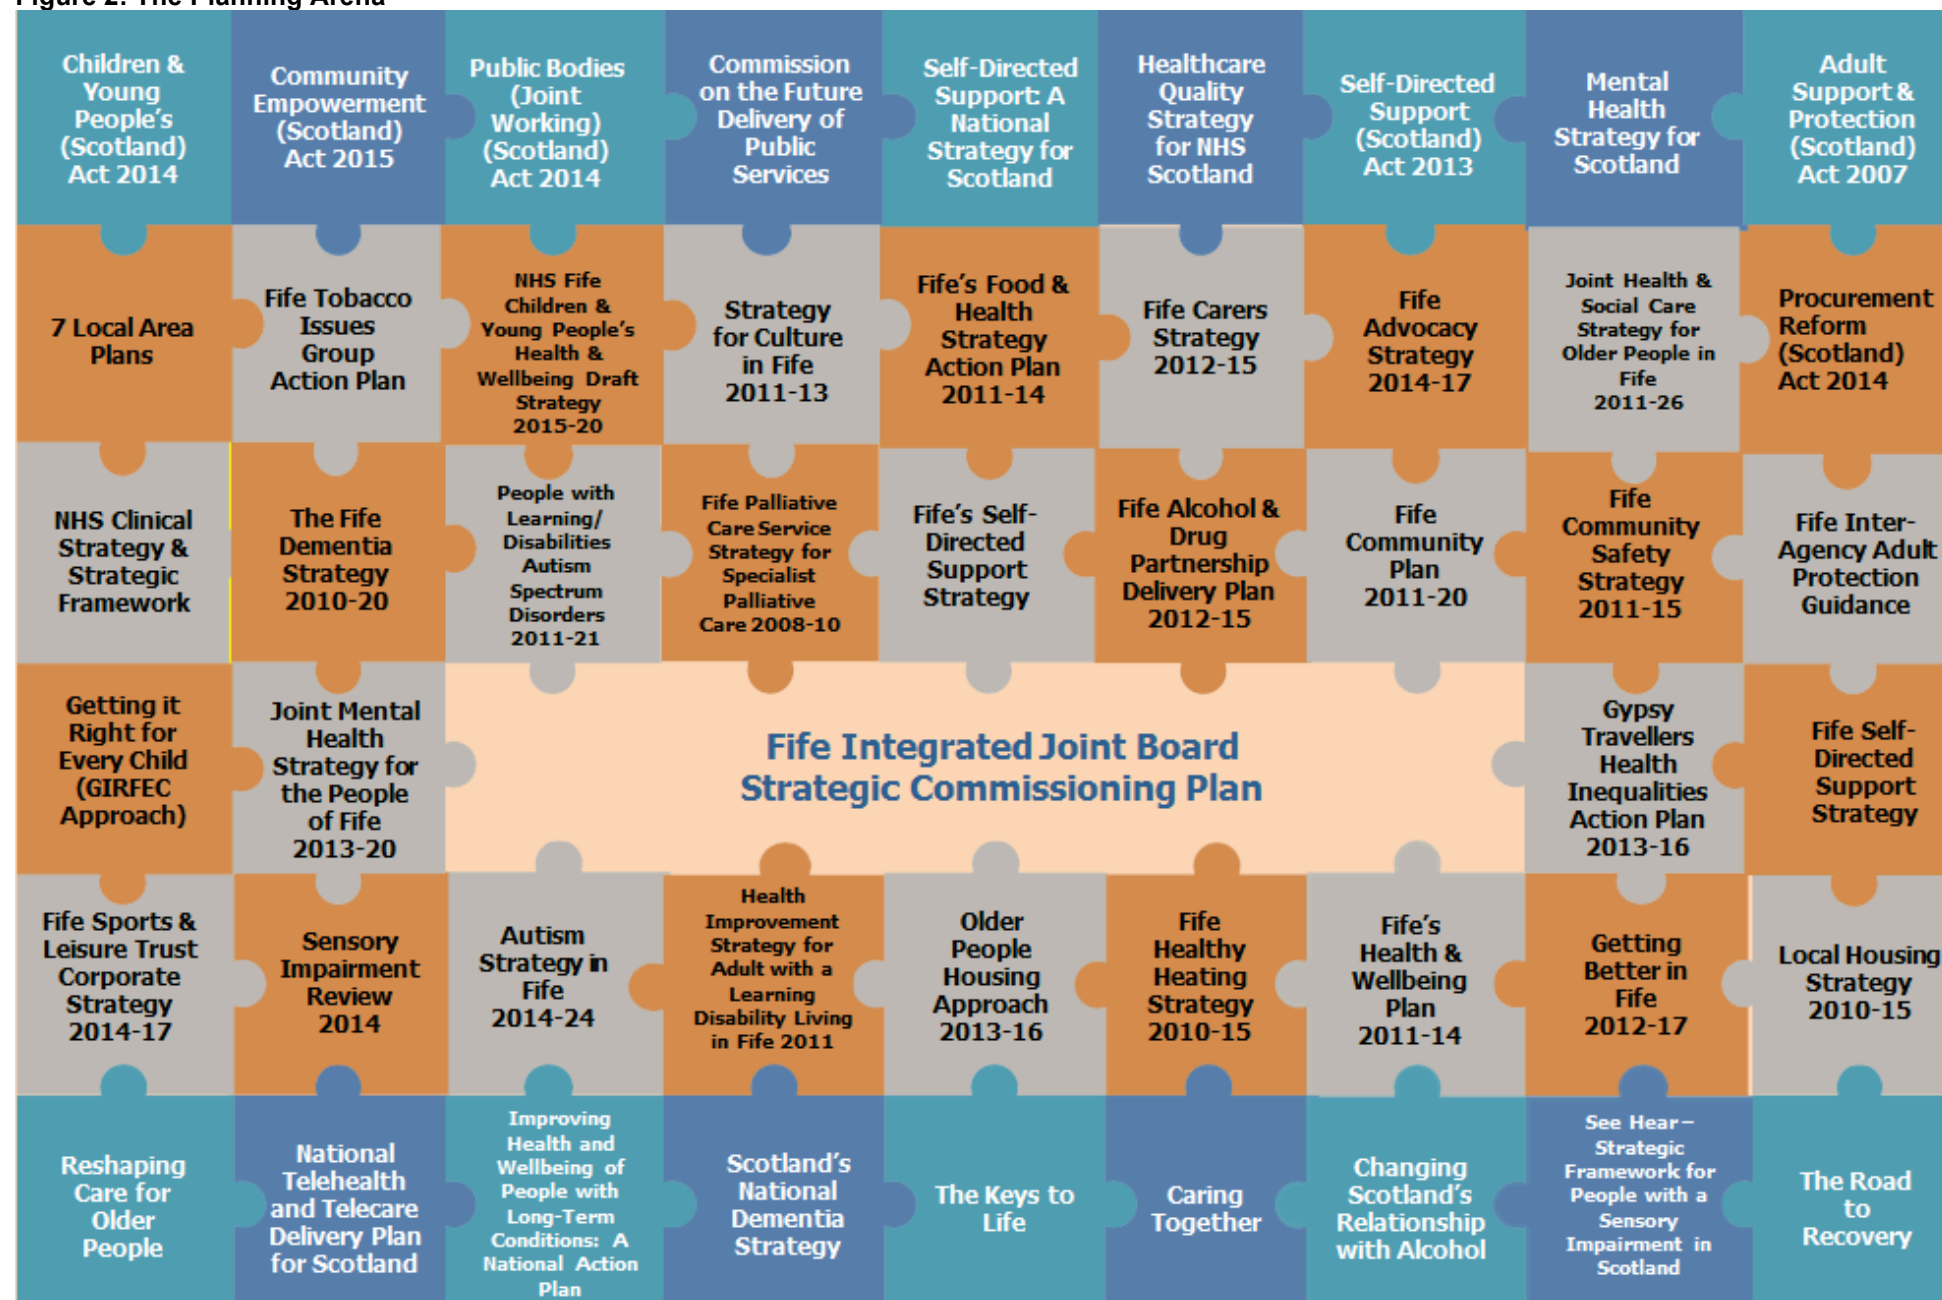 Figure 2: The Planning Arena
Children &
Young
People's
(Scotland)
Act 2014
Community
Empowerment
(Scotland)
Act 2015
Public Bodies
(Joint
Working)
(Scotland)
Act 2014
Commission
on the Future
Delivery of
Public
Services
Self-Directed
Support: A
National
Strategy for
Scotland
Healthcare
Quality
Strategy
for NHS
Scotland
Self-Directed
Support
(Scotland)
Act 2013
Mental
Health
Strategy for
Scotland
Adult
Support &
Protection
(Scotland)
Act 2007
7 Local Area
Plans
Fife Tobacco
Issues
Group
Action Plan
NHS Fife
Children &
Young People's
Health &
Wellbeing Draft
Strategy
2015-20
Strategy
for Culture
in Fife
2011-13
Fife's Food &
Health
Strategy
Action Plan
2011-14
Fife Carers
Strategy
2012-15
Fife
Advocacy
Strategy
2014-17
Joint Health &
Social Care
Strategy for
Older People in
Fife
2011-26
Procurement
Reform
(Scotland)
Act 2014
NHS Clinical
Strategy &
Strategic
Framework
The Fife
Dementia
Strategy
2010-20
People with
Learning/
Disabilities
Autism
Spectrum
Disorders
2011-21
Fife Palliative
Care Service
Strategy for
Specialist
Palliative
Care 2008-10
Fife's Self-
Directed
Support
Strategy
Fife Alcohol &
Drug
Partnership
Delivery Plan
2012-15
Fife
Community
Plan
2011-20
Fife
Community
Safety
Strategy
2011-15
Fife Inter-
Agency Adult
Protection
Guidance
Getting it
Right for
Every Child
(GIRFEC
Approach)
Joint Mental
Health
Strategy for
the People
of Fife
2013-20
Fife Integrated Joint Board
Strategic Commissioning Plan
Gypsy
Travellers
Health
Inequalities
Action Plan
2013-16
Fife Self-
Directed
Support
Strategy
Fife Sports &
Leisure Trust
Corporate
Strategy
2014-17
Sensory
Impairment
Review
2014
Autism
Strategy in
Fife
2014-24
Health
Improvement
Strategy for
Adult with a
Learning
Disability Living
in Fife 2011
Older
People
Housing
Approach
2013-16
Fife
Healthy
Heating
Strategy
2010-15
Fife's
Health &
Wellbeing
Plan
2011-14
Getting
Better in
Fife
2012-17
Local Housing
Strategy
2010-15
Reshaping
Care for
Older
People
National
Telehealth
and Telecare
Delivery Plan
for Scotland
Improving
Health and
Wellbeing of
People with
Long-Term
Conditions: A
National Action
Plan
Scotland's
National
Dementia
Strategy
The Keys to
Life
Caring
Together
Changing
Scotland's
Relationship
with Alcohol
See Hear –
Strategic
Framework for
People with a
Sensory
Impairment in
Scotland
The Road
to
Recovery